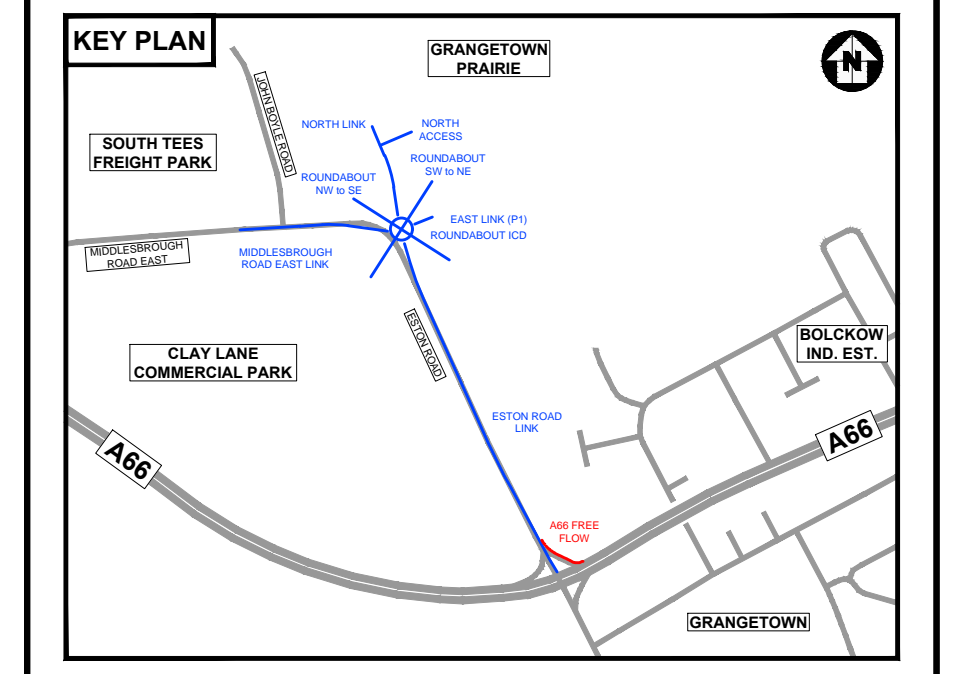 KEY PLAN
GRANGETOWN
PRAIRIE
N
JOHN BOYLE ROAD
SOUTH TEES
FREIGHT PARK
NORTH LINK
NORTH
ACCESS
ROUNDABOUT
SW to NE
ROUNDABOUT
NW to SE
EAST LINK (P1)
ROUNDABOUT ICD
MIDDLESBROUGH
ROAD EAST
MIDDLESBROUGH
ROAD EAST LINK
ESTON ROAD
BOLCKOW
IND. EST.
CLAY LANE
COMMERCIAL PARK
ESTON ROAD
LINK
A66
A66
A66 FREE
FLOW
GRANGETOWN